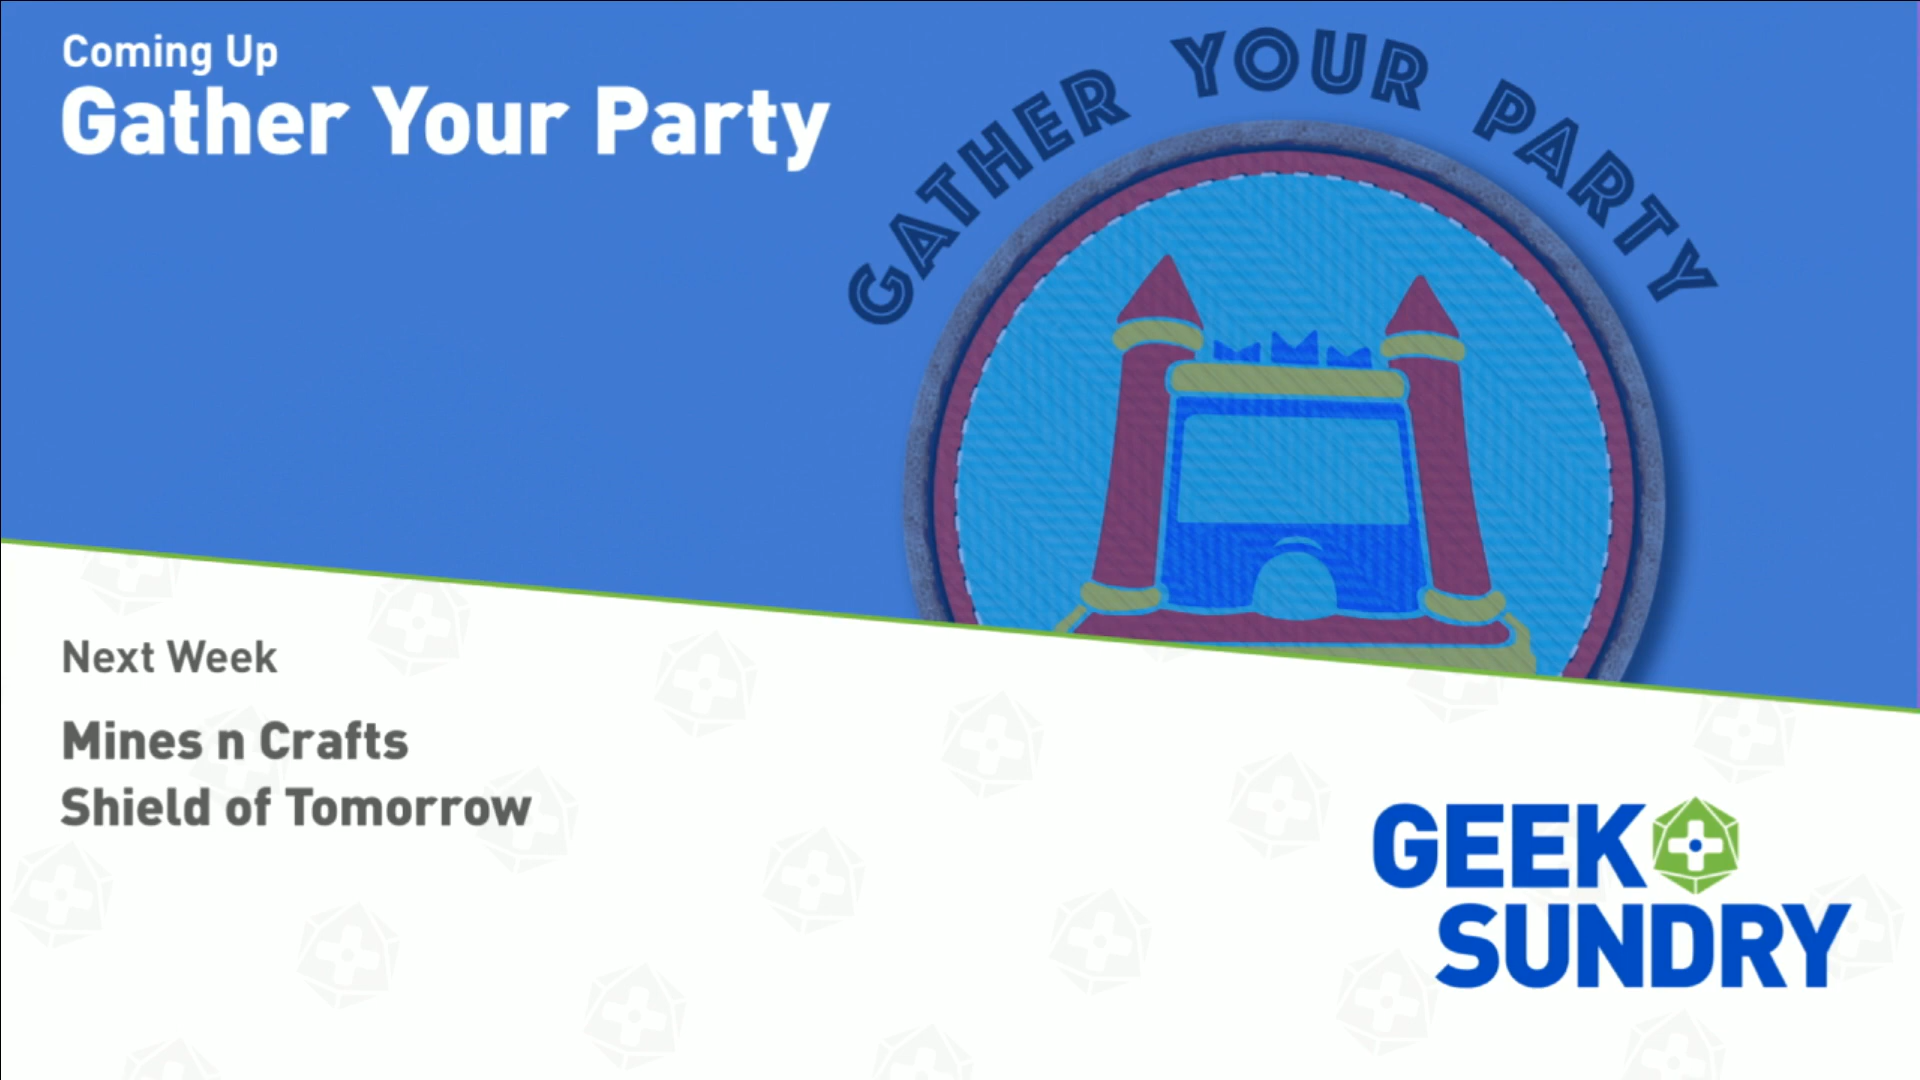 Coming Up
Gather Your Party
GATHER YOUR PARTY
Next Week
Mines n Crafts
Shield of Tomorrow
GEEK
SUNDRY